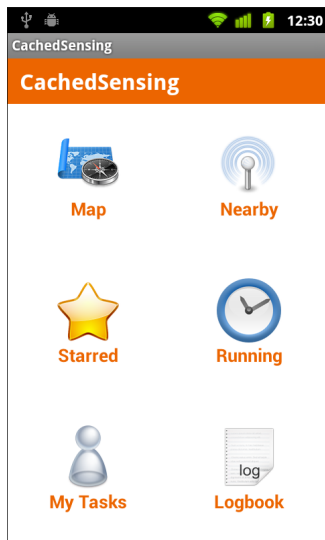 12:30
CachedSensing
CachedSensing
Map
Nearby
Starred
Running
log
My Tasks
Logbook